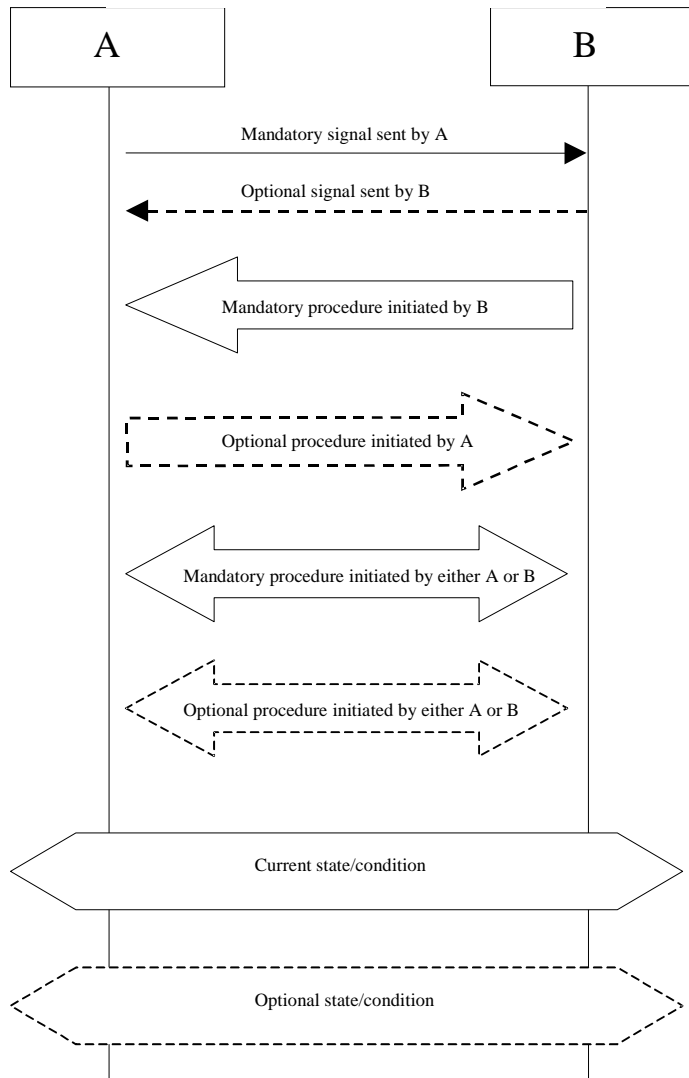 A
B
Mandatory signal sent by A
Optional signal sent by B
Mandatory procedure initiated by B
Optional procedure initiated by A
Mandatory procedure initiated by either A or B
Optional procedure initiated by either A or B
Current state/condition
Optional state/condition